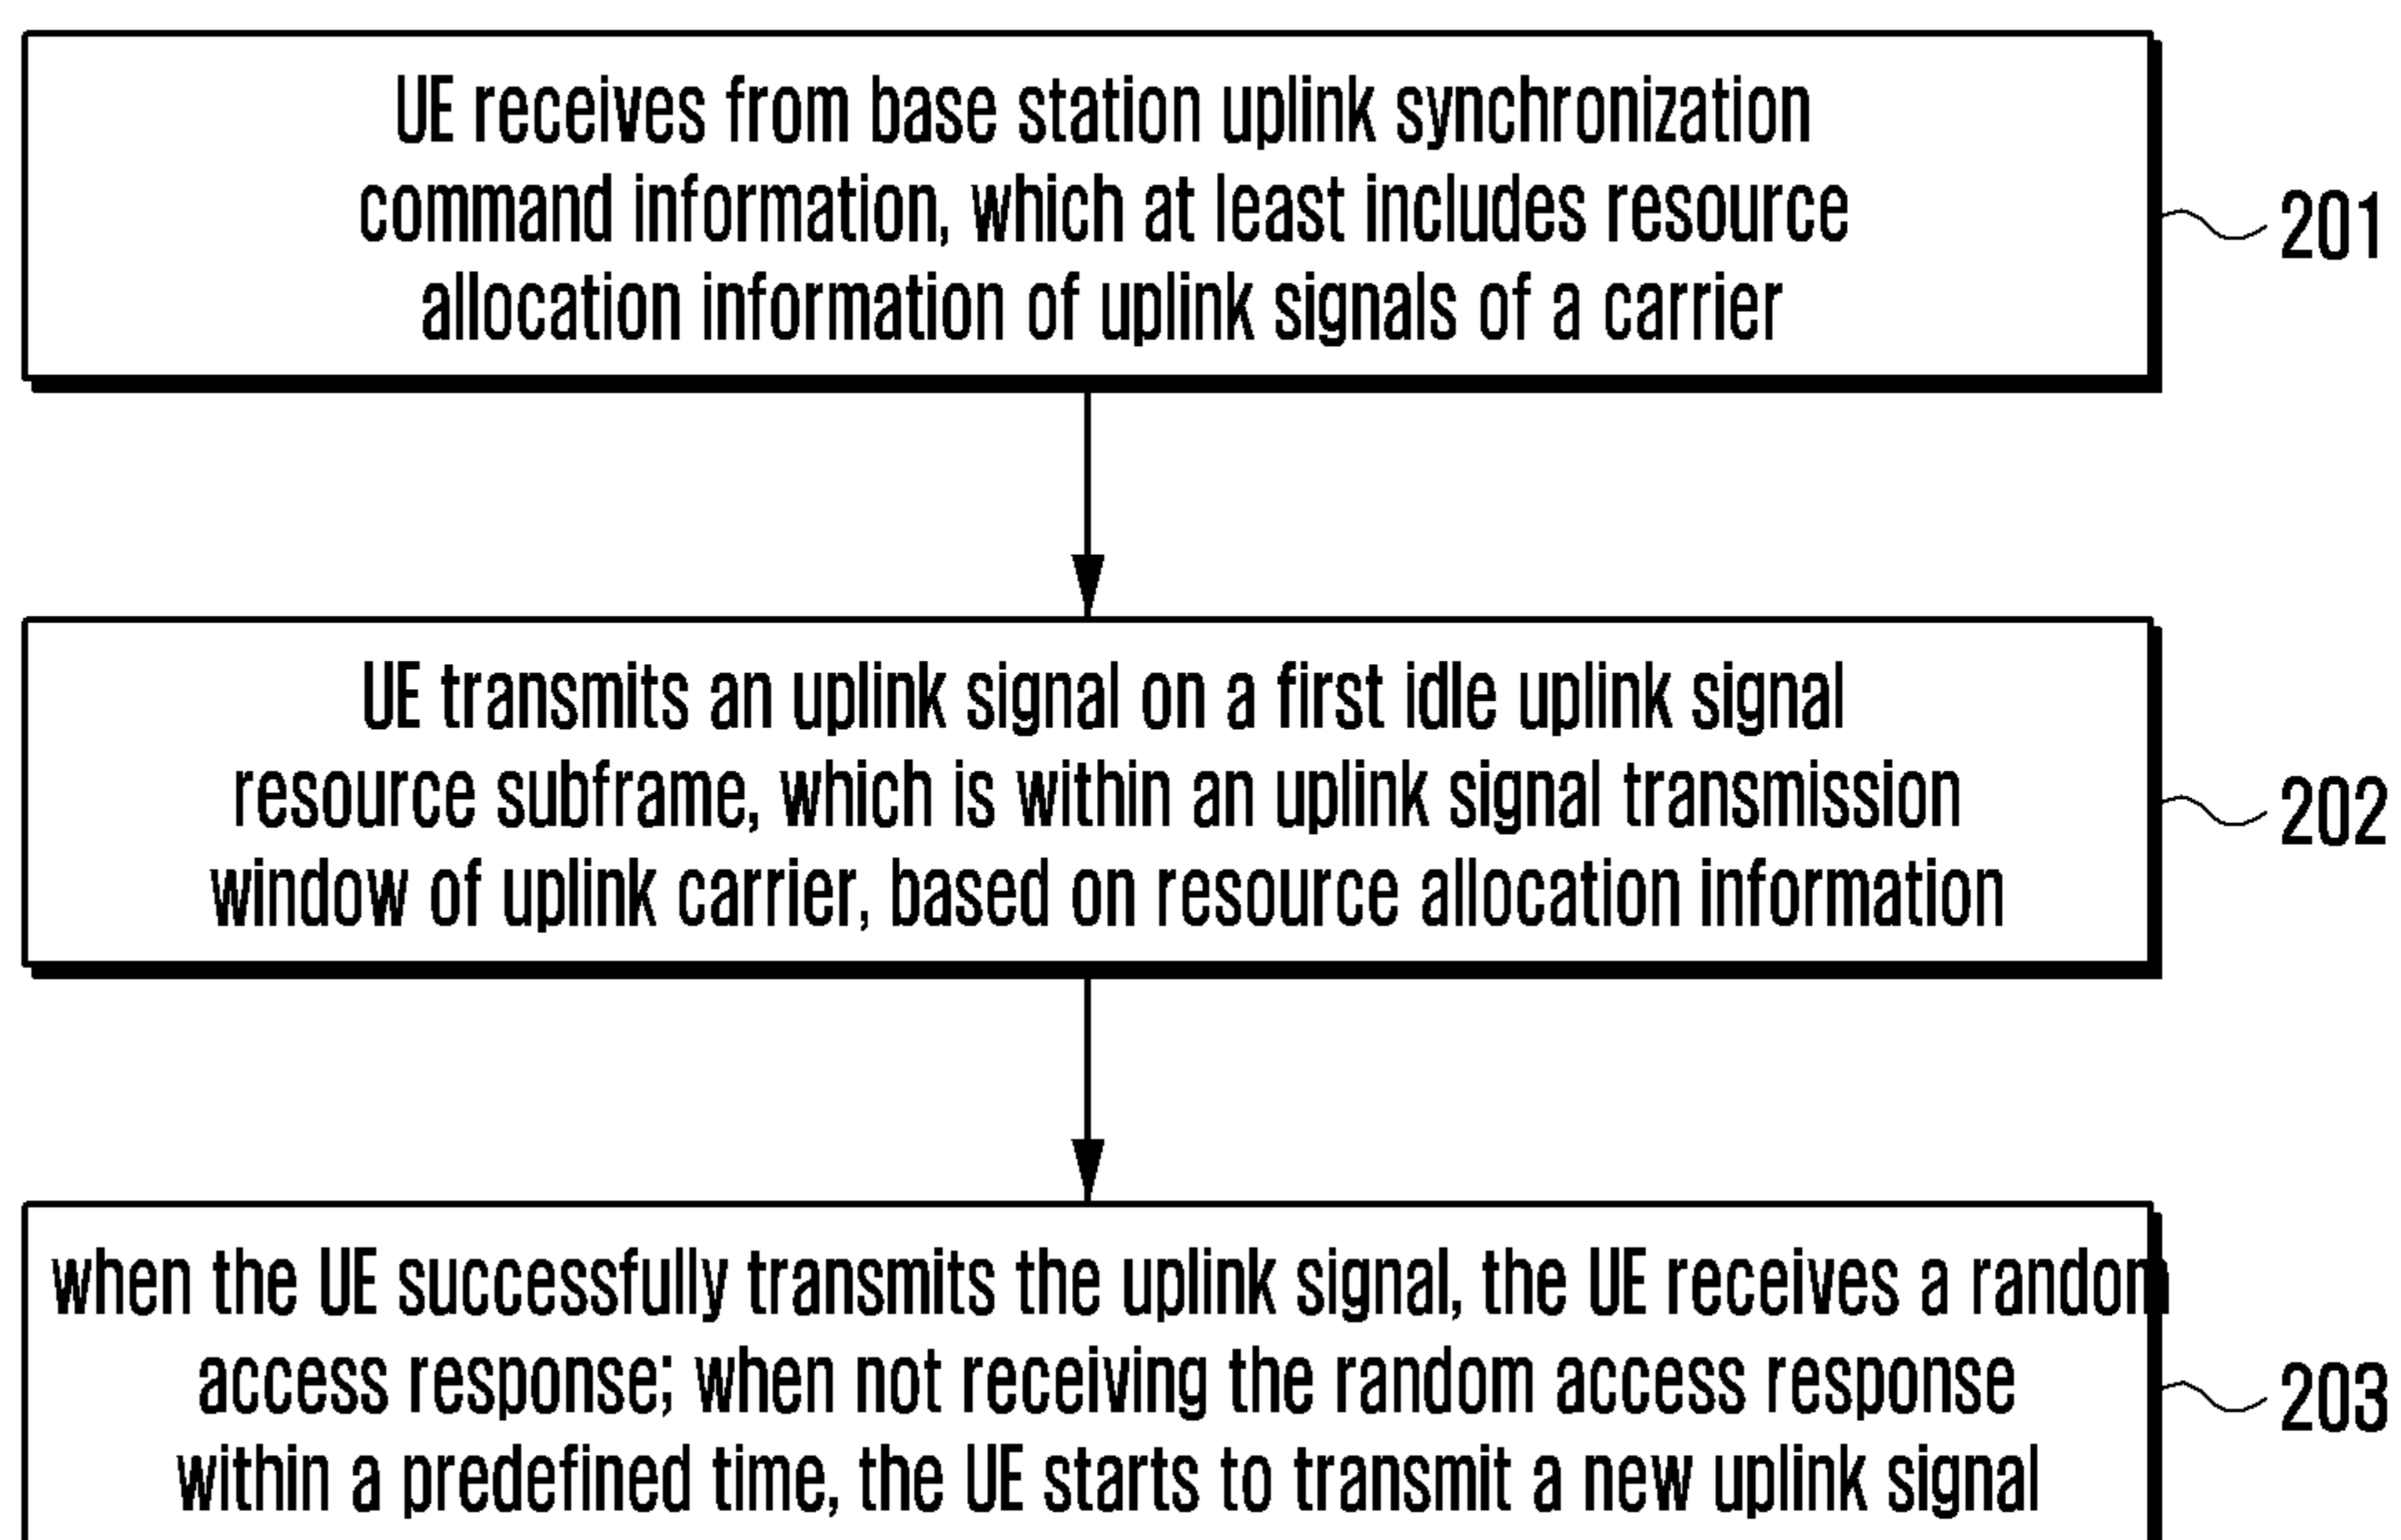 UE receives from base station uplink synchronization
command information, which at least includes resource
allocation information of uplink signals of a carrier
201
UE transmits an uplink signal on a first idle uplink signal
resource subframe, which is within an uplink signal transmission
window of uplink carrier, based on resource allocation information
202
when the UE successfully transmits the uplink signal, the UE receives a random
access response; when not receiving the random access response
within a predefined time, the UE starts to transmit a new uplink signal
203